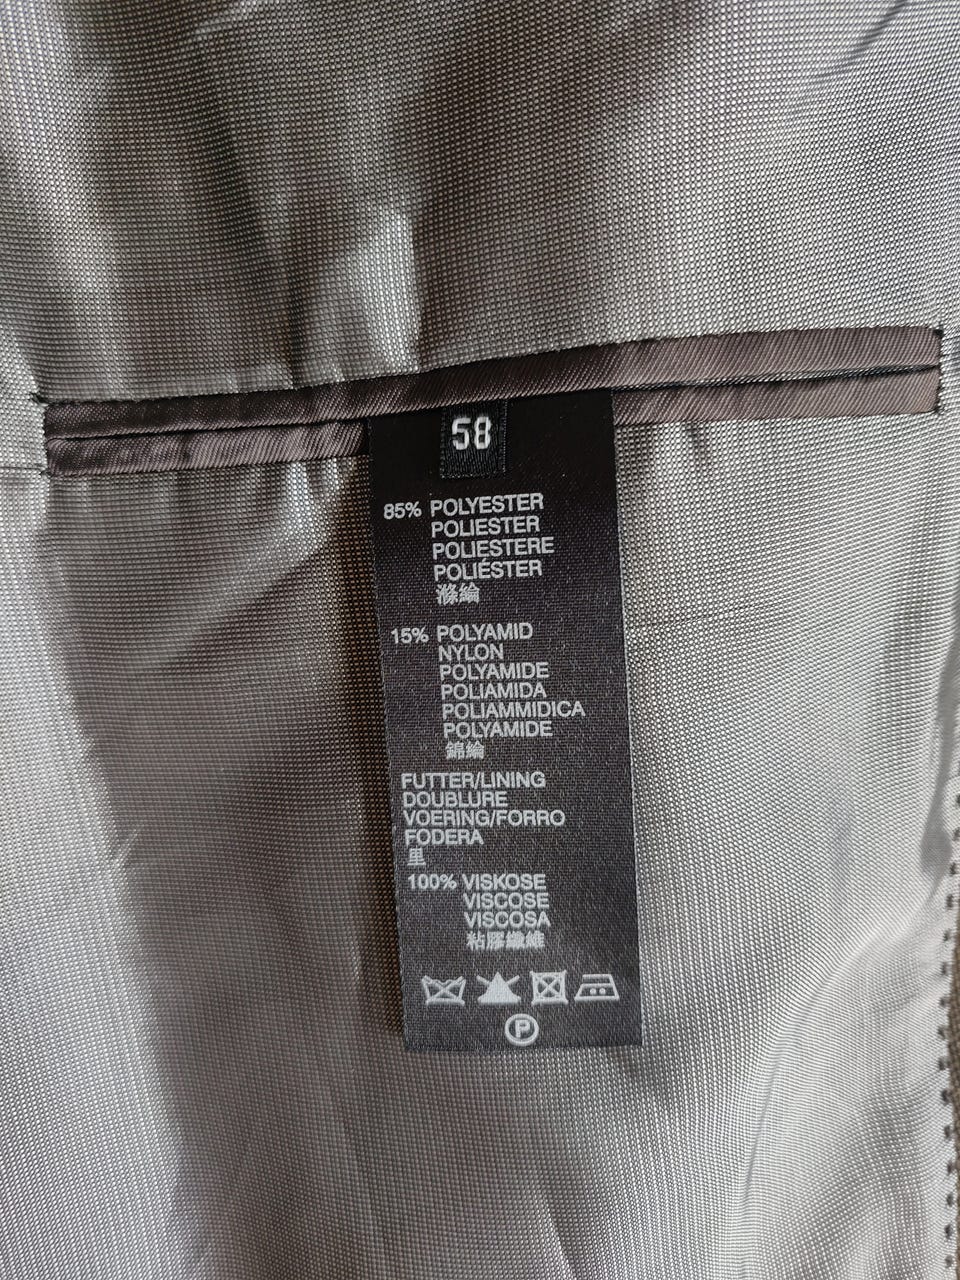 58
85% POLYESTER
POLIESTER
POLIESTERE
POLIÉSTER
滌綸
15% POLYAMID
NYLON
POLYAMIDE
POLIAMIDA
POLIAMMIDICA
POLYAMIDE
錦綸
FUTTER/LINING
DOUBLURE
VOERING/FORRO
FODERA
里
100% VISKOSE
VISCOSE
VISCOSA
粘膠纖維
P